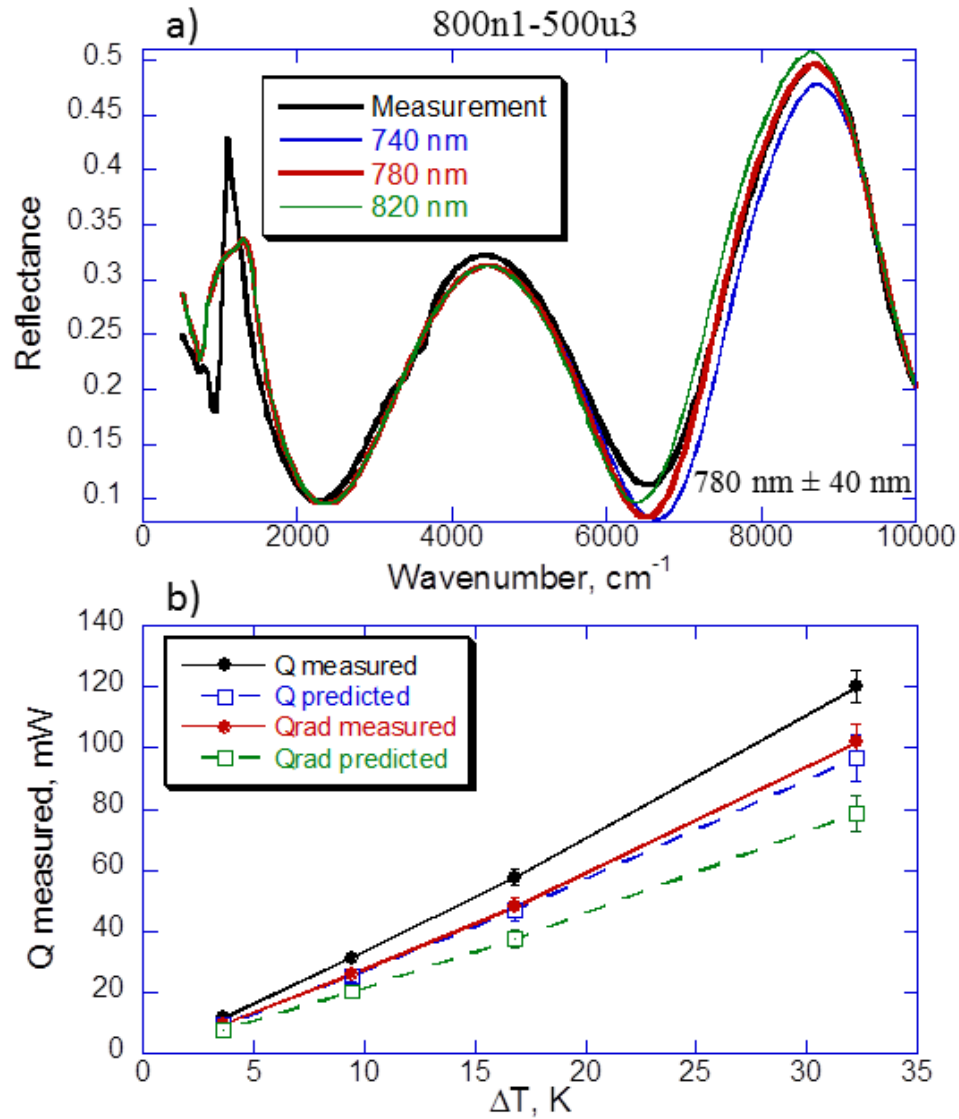 800n1-500u3
a)
Measurement
740 nm
780 nm
820 nm
Reflectance
0.5
0.45
0.4
0.35
0.3
0.25
0.2
0.15
0.1
780 nm ± 40 nm
0 2000 4000 6000 8000 10000
Wavenumber, cm⁻¹
b)
Q measured
Q predicted
Qrad measured
Qrad predicted
Q measured, mW
140
120
100
80
60
40
20
0
0 5 10 15 20 25 30 35
ΔT, K